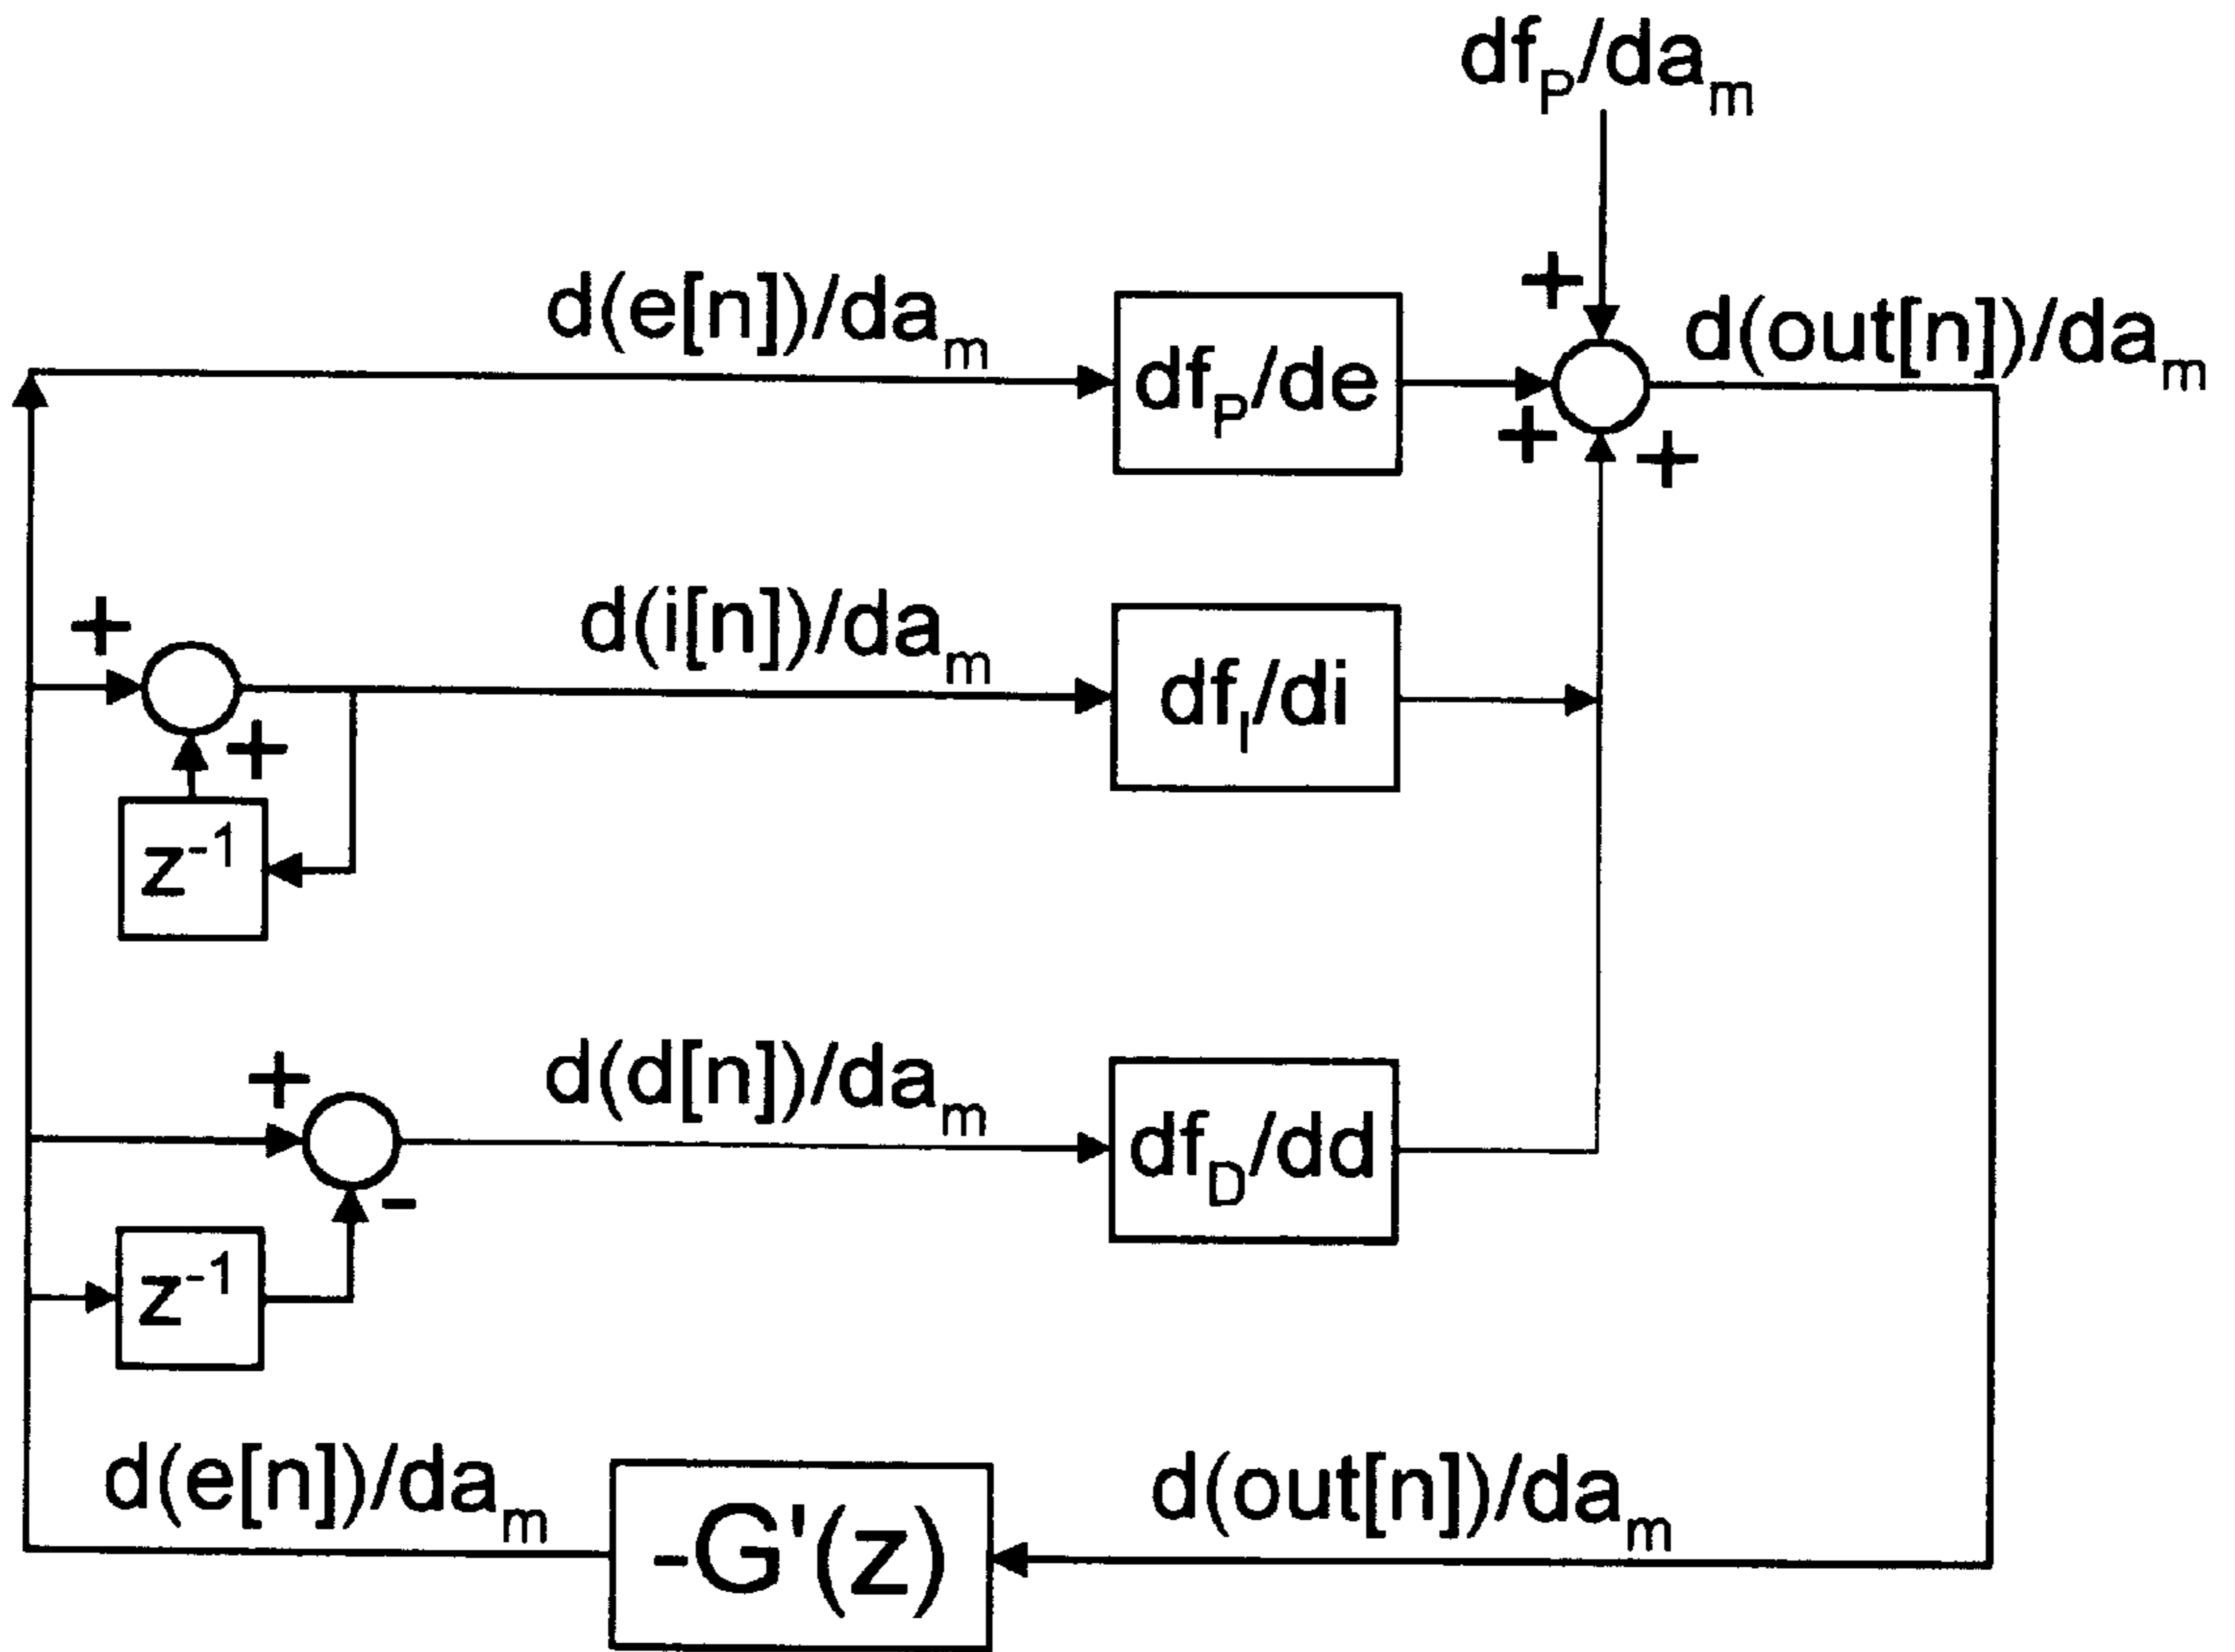 df_P/da_m
+
d(e[n])/da_m
df_P/de
d(out[n])/da_m
+
+
+
d(i[n])/da_m
df_I/di
+
z^-1
+
d(d[n])/da_m
df_D/dd
-
z^-1
d(e[n])/da_m
-G'(z)
d(out[n])/da_m